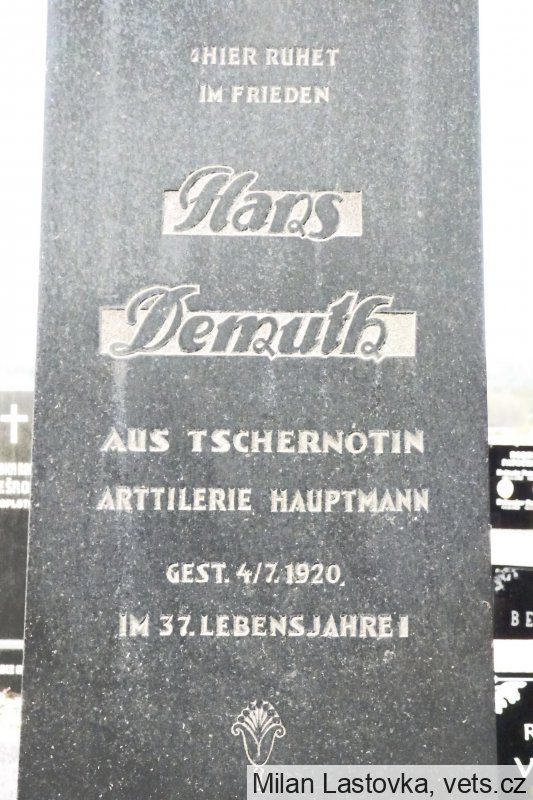 HIER RUHET
IM FRIEDEN
Hans
Demuth
AUS TSCHERNOTIN
ARTTILERIE HAUPTMANN
GEST. 4/7. 1920,
IM 37. LEBENSJAHRE!
BE
R
V
Milan Lastovka, vets.cz